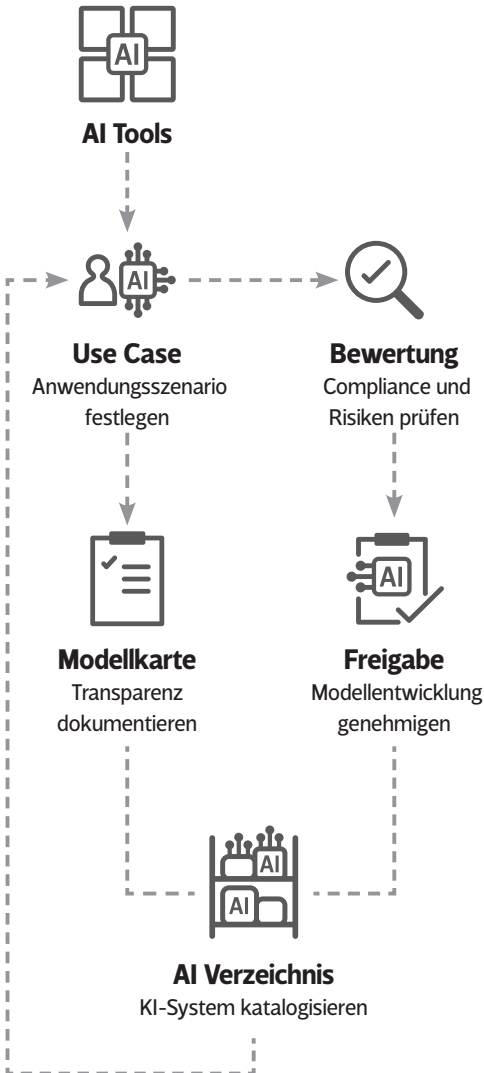 AI
AI Tools
AI
Use Case
Anwendungsszenario
festlegen
Bewertung
Compliance und
Risiken prüfen
Modellkarte
Transparenz
dokumentieren
AI
Freigabe
Modellentwicklung
genehmigen
AI
AI
AI Verzeichnis
KI-System katalogisieren